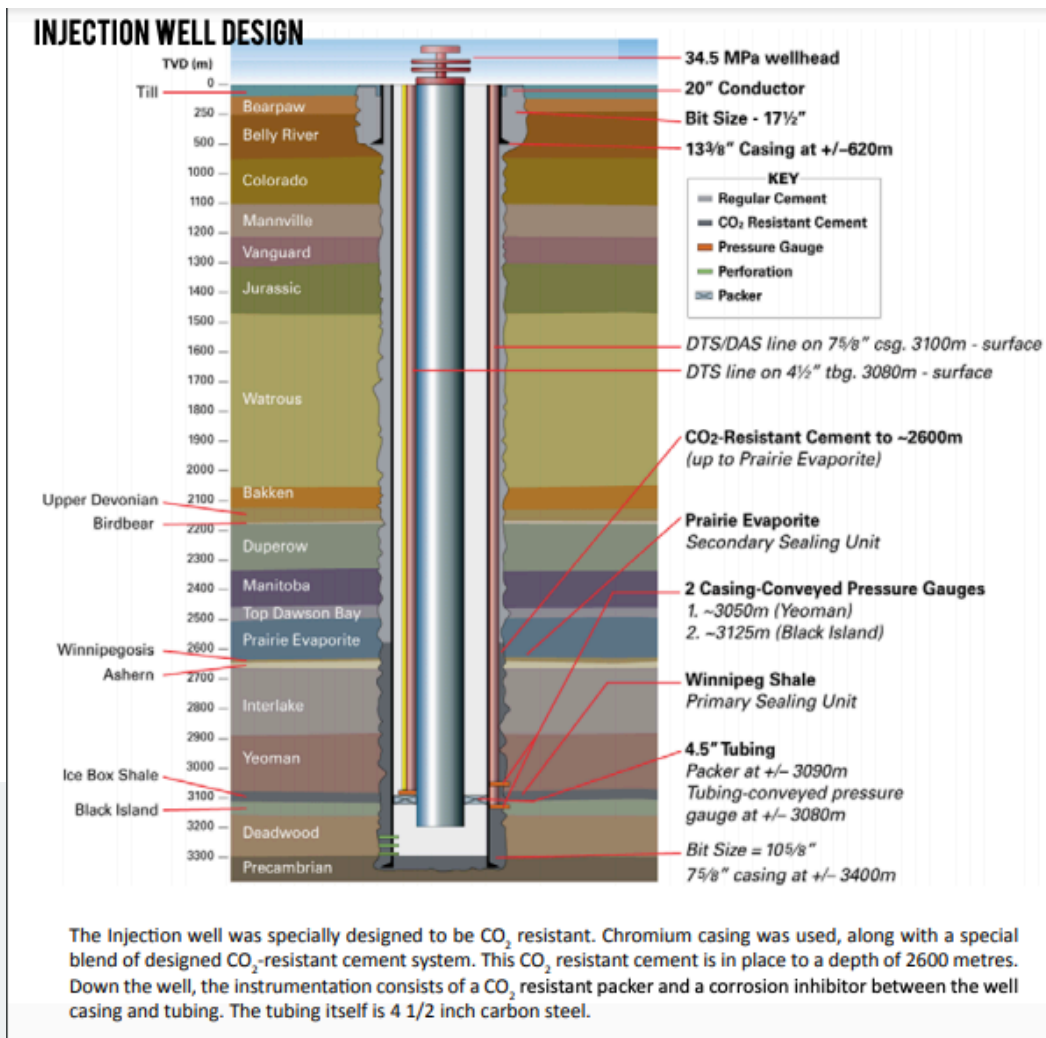 INJECTION WELL DESIGN
TVD (m)
0
250
500
1000
1100
1200
1300
1400
1500
1600
1700
1800
1900
2000
2100
2200
2300
2400
2500
2600
2700
2800
2900
3000
3100
3200
3300
Till
Upper Devonian
Birdbear
Winnipegosis
Ashern
Ice Box Shale
Black Island
Bearpaw
Belly River
Colorado
Mannville
Vanguard
Jurassic
Watrous
Bakken
Duperow
Manitoba
Top Dawson Bay
Prairie Evaporite
Interlake
Yeoman
Deadwood
Precambrian
34.5 MPa wellhead
20” Conductor
Bit Size - 17½”
13⅜” Casing at +/–620m
KEY
Regular Cement
CO₂ Resistant Cement
Pressure Gauge
Perforation
Packer
DTS/DAS line on 7⅝” csg. 3100m - surface
DTS line on 4½” tbg. 3080m - surface
CO2-Resistant Cement to ~2600m
(up to Prairie Evaporite)
Prairie Evaporite
Secondary Sealing Unit
2 Casing-Conveyed Pressure Gauges
1. ~3050m (Yeoman)
2. ~3125m (Black Island)
Winnipeg Shale
Primary Sealing Unit
4.5” Tubing
Packer at +/– 3090m
Tubing-conveyed pressure
gauge at +/– 3080m
Bit Size = 10⅝”
7⅝” casing at +/– 3400m
The Injection well was specially designed to be CO₂ resistant. Chromium casing was used, along with a special
blend of designed CO₂-resistant cement system. This CO₂ resistant cement is in place to a depth of 2600 metres.
Down the well, the instrumentation consists of a CO₂ resistant packer and a corrosion inhibitor between the well
casing and tubing. The tubing itself is 4 1/2 inch carbon steel.